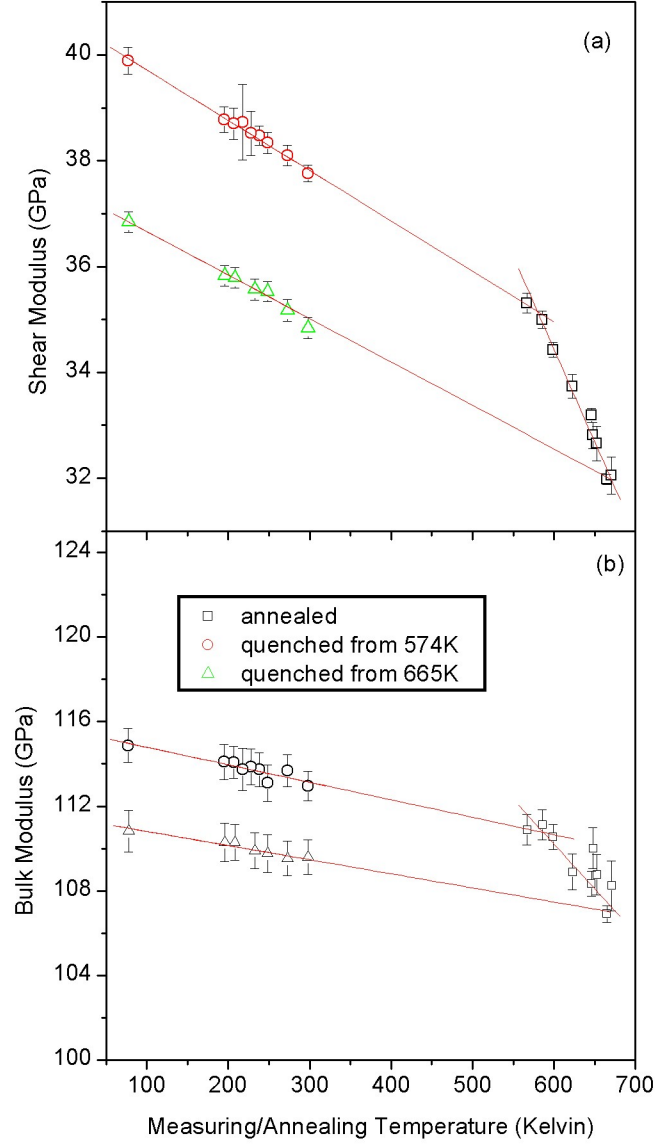 (a)
40
38
36
34
32
Shear Modulus (GPa)
(b)
124
120
116
112
108
104
100
Bulk Modulus (GPa)
annealed
quenched from 574K
quenched from 665K
100 200 300 400 500 600 700
Measuring/Annealing Temperature (Kelvin)